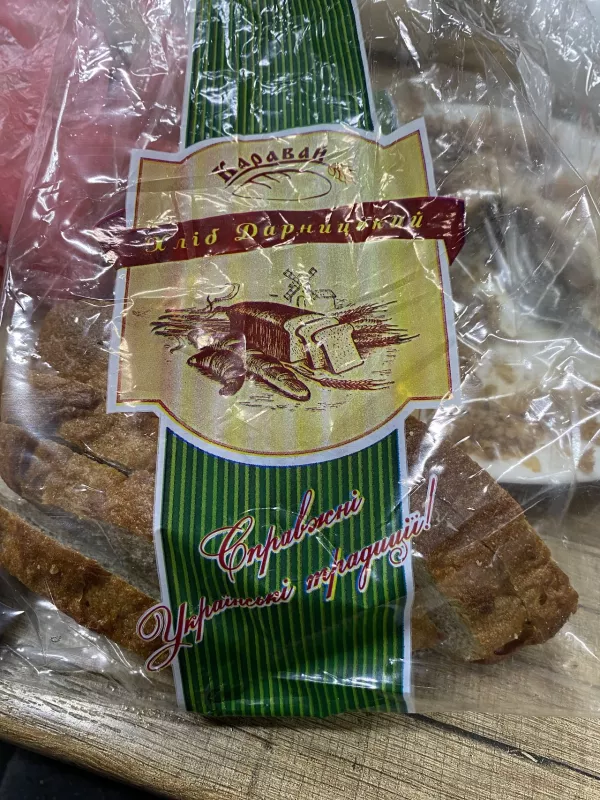 Каравай
Хліб Дарницький
Справжні
Українські традиції!